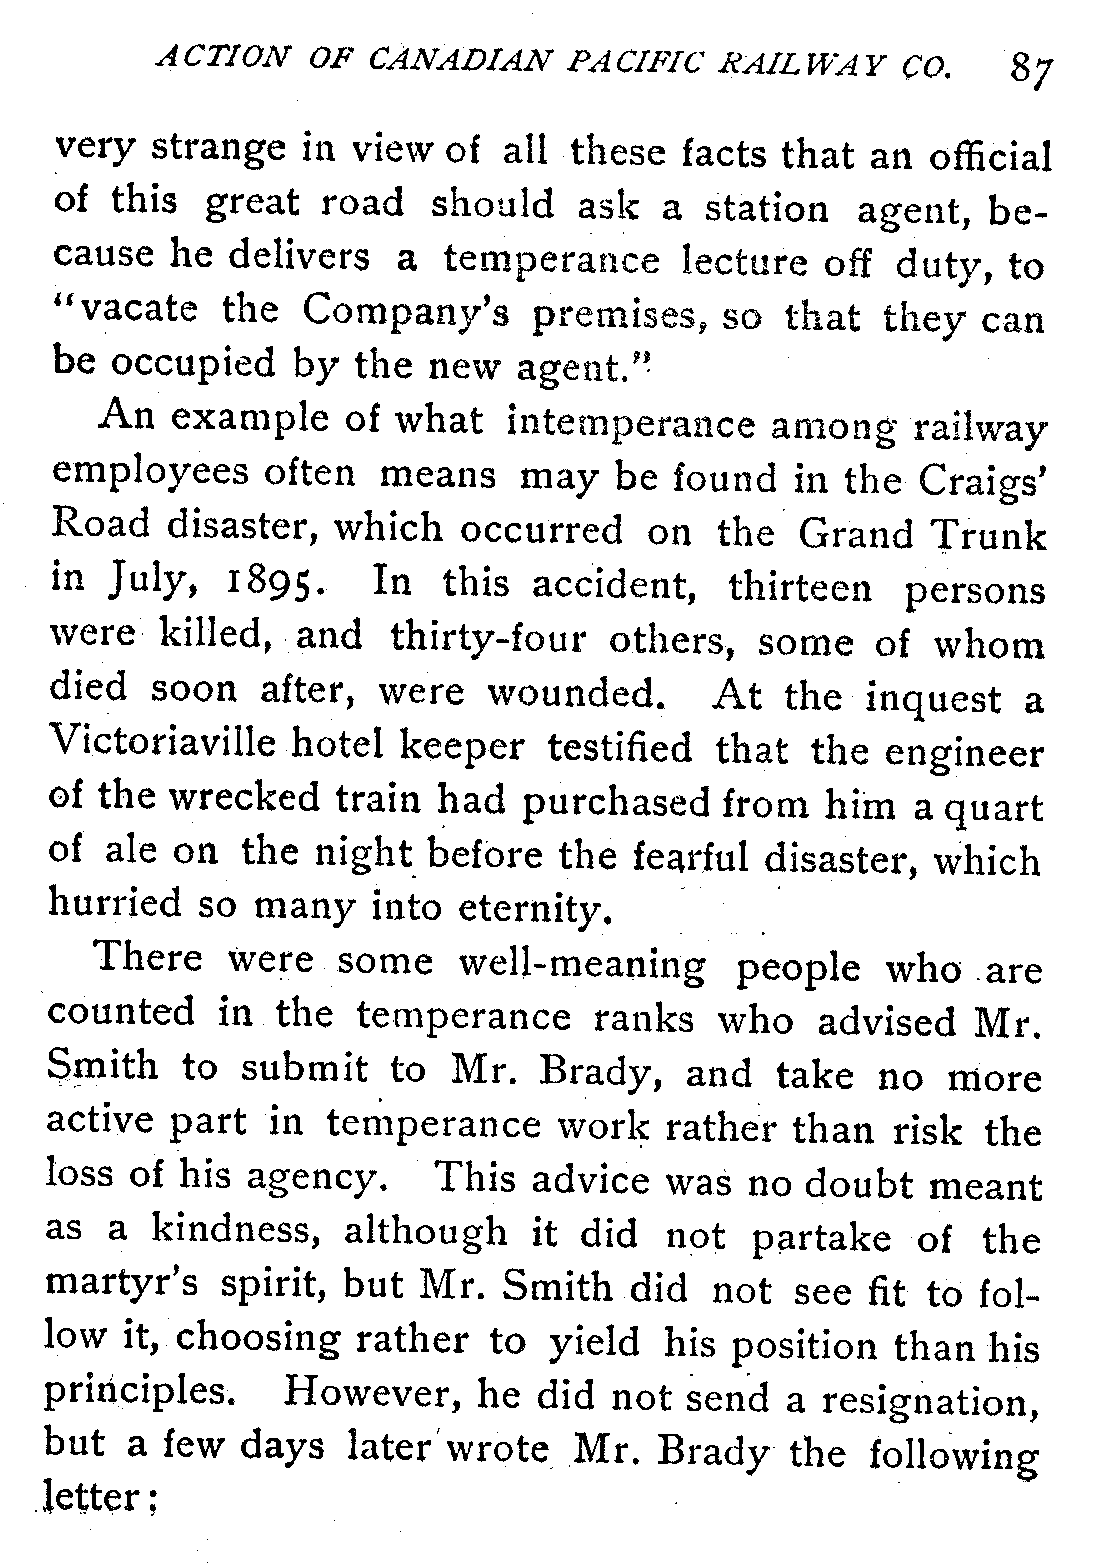 ACTION OF CANADIAN PACIFIC RAILWAY CO. 87
very strange in view of all these facts that an official
of this great road should ask a station agent, be-
cause he delivers a temperance lecture off duty, to
"vacate the Company's premises, so that they can
be occupied by the new agent."
An example of what intemperance among railway
employees often means may be found in the Craigs'
Road disaster, which occurred on the Grand Trunk
in July, 1895. In this accident, thirteen persons
were killed, and thirty-four others, some of whom
died soon after, were wounded. At the inquest a
Victoriaville hotel keeper testified that the engineer
of the wrecked train had purchased from him a quart
of ale on the night before the fearful disaster, which
hurried so many into eternity.
There were some well-meaning people who are
counted in the temperance ranks who advised Mr.
Smith to submit to Mr. Brady, and take no more
active part in temperance work rather than risk the
loss of his agency. This advice was no doubt meant
as a kindness, although it did not partake of the
martyr's spirit, but Mr. Smith did not see fit to fol-
low it, choosing rather to yield his position than his
principles. However, he did not send a resignation,
but a few days later wrote Mr. Brady the following
letter: